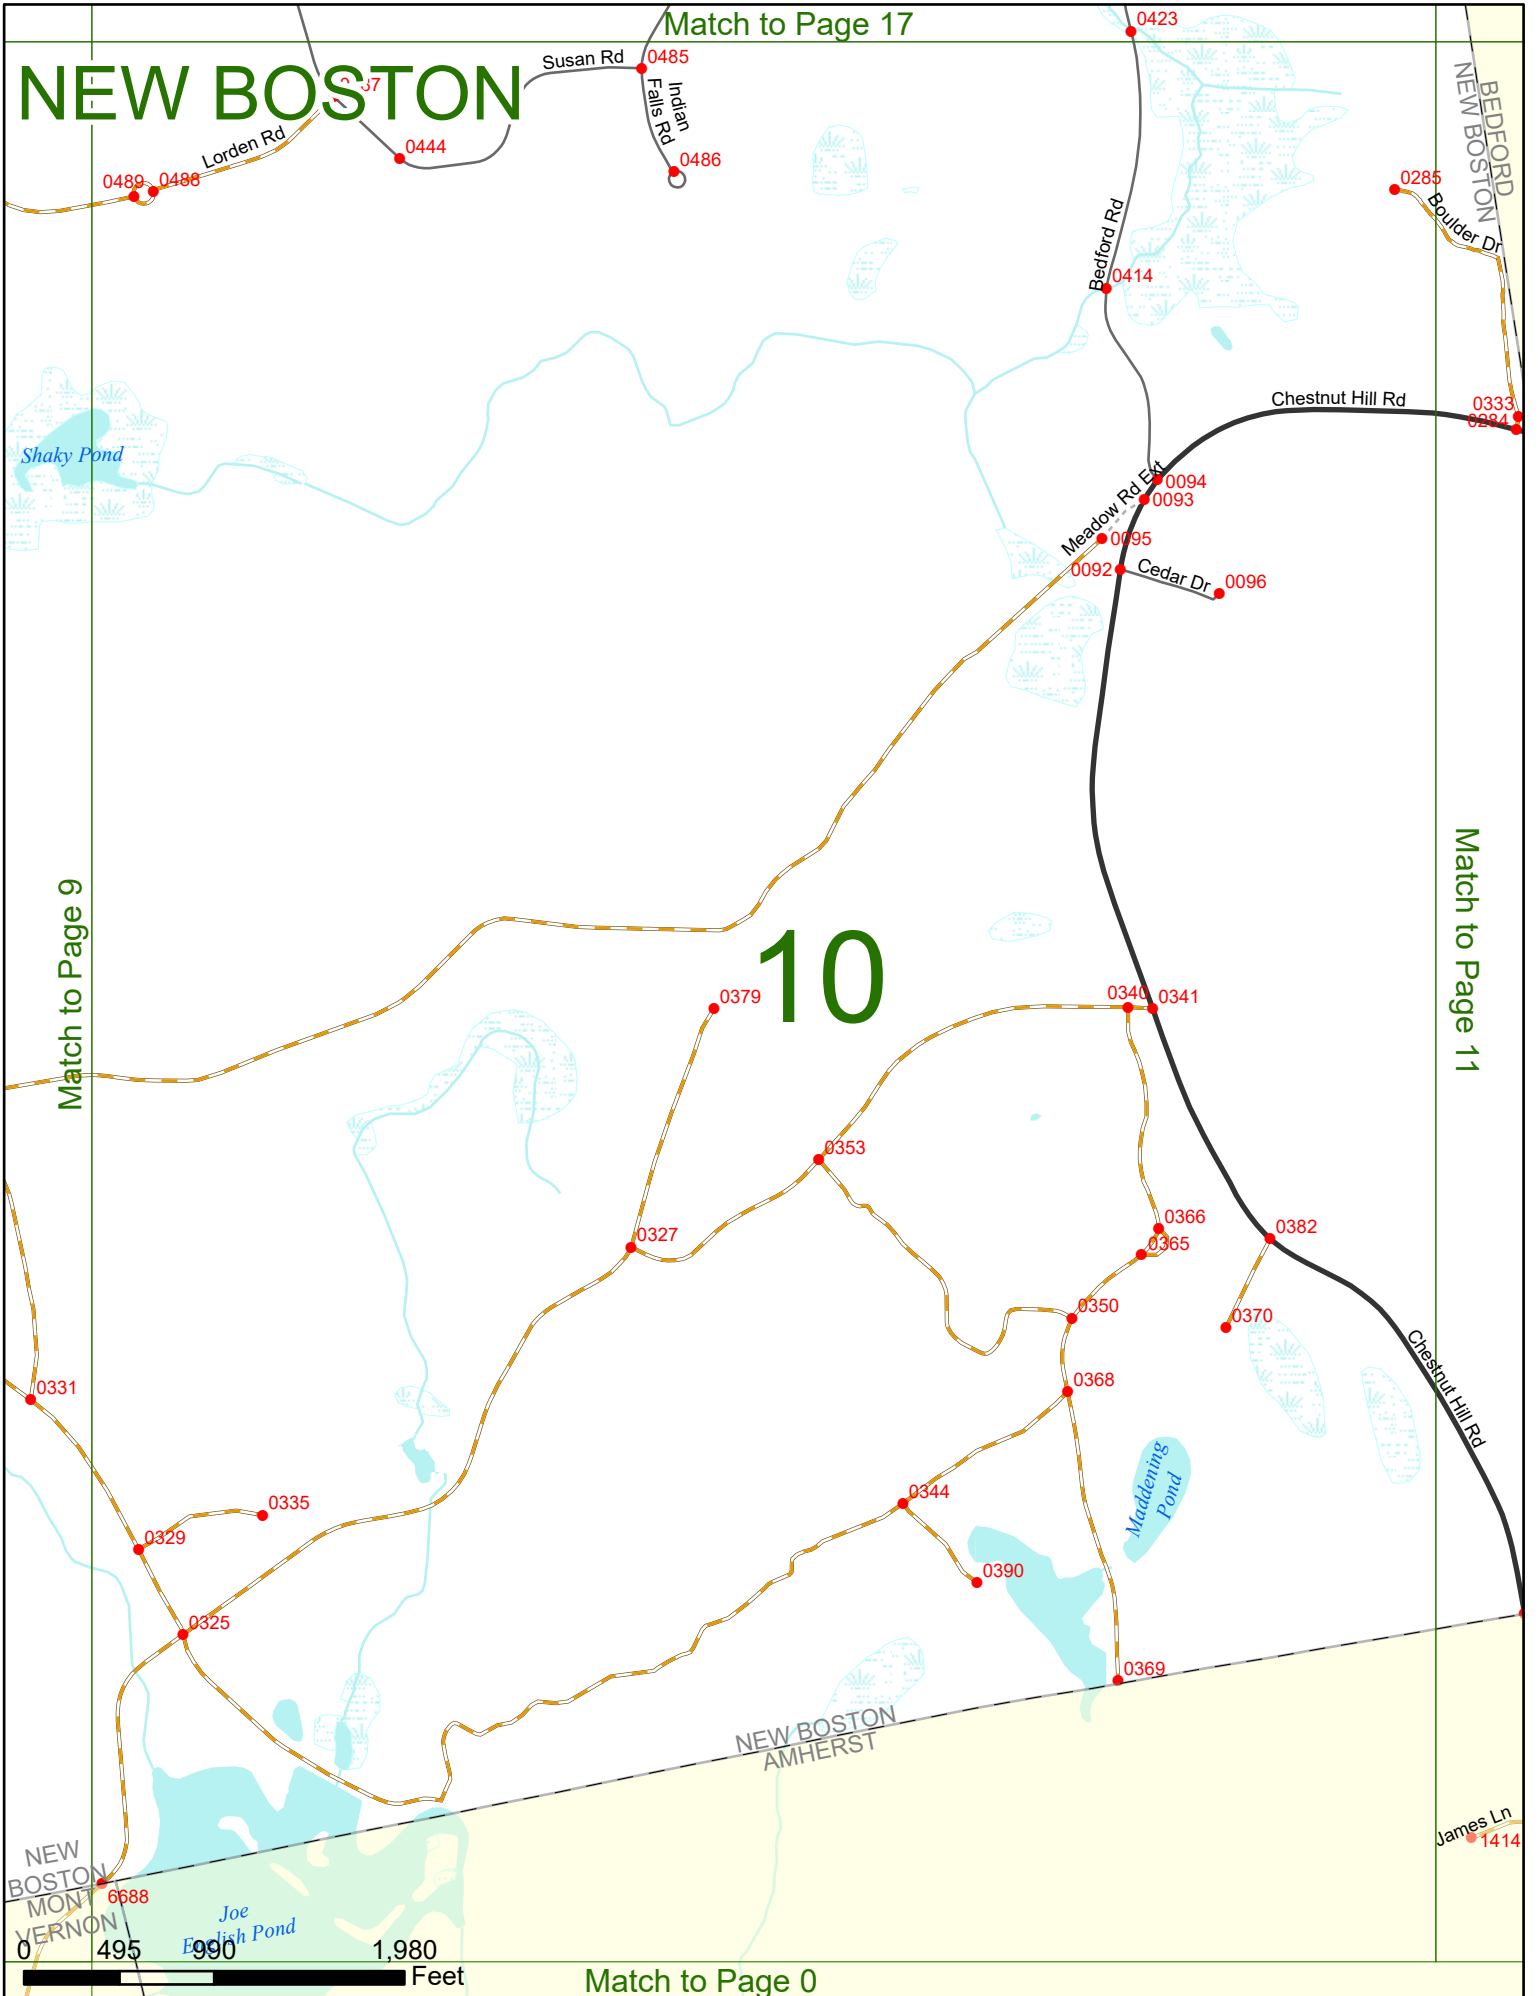 Match to Page 17
0423
NEW BOSTON
Susan Rd
0485
Indian
Falls Rd
BEDFORD
NEW BOSTON
Lorden Rd
0444
0486
0489
0488
0285
Boulder Dr
Bedford Rd
0414
Chestnut Hill Rd
0333
0284
Shaky Pond
Meadow Rd Ext
0094
0093
0095
0092
Cedar Dr
0096
Match to Page 9
10
Match to Page 11
0379
0340
0341
0353
0366
0327
0365
0382
0350
0370
0331
0368
Chestnut Hill Rd
0335
0344
Maddening
Pond
0329
0390
0325
0369
NEW BOSTON
AMHERST
James Ln
1414
NEW
BOSTON
MONT
VERNON
6688
Joe
English Pond
0 495 990 1,980
Feet
Match to Page 0